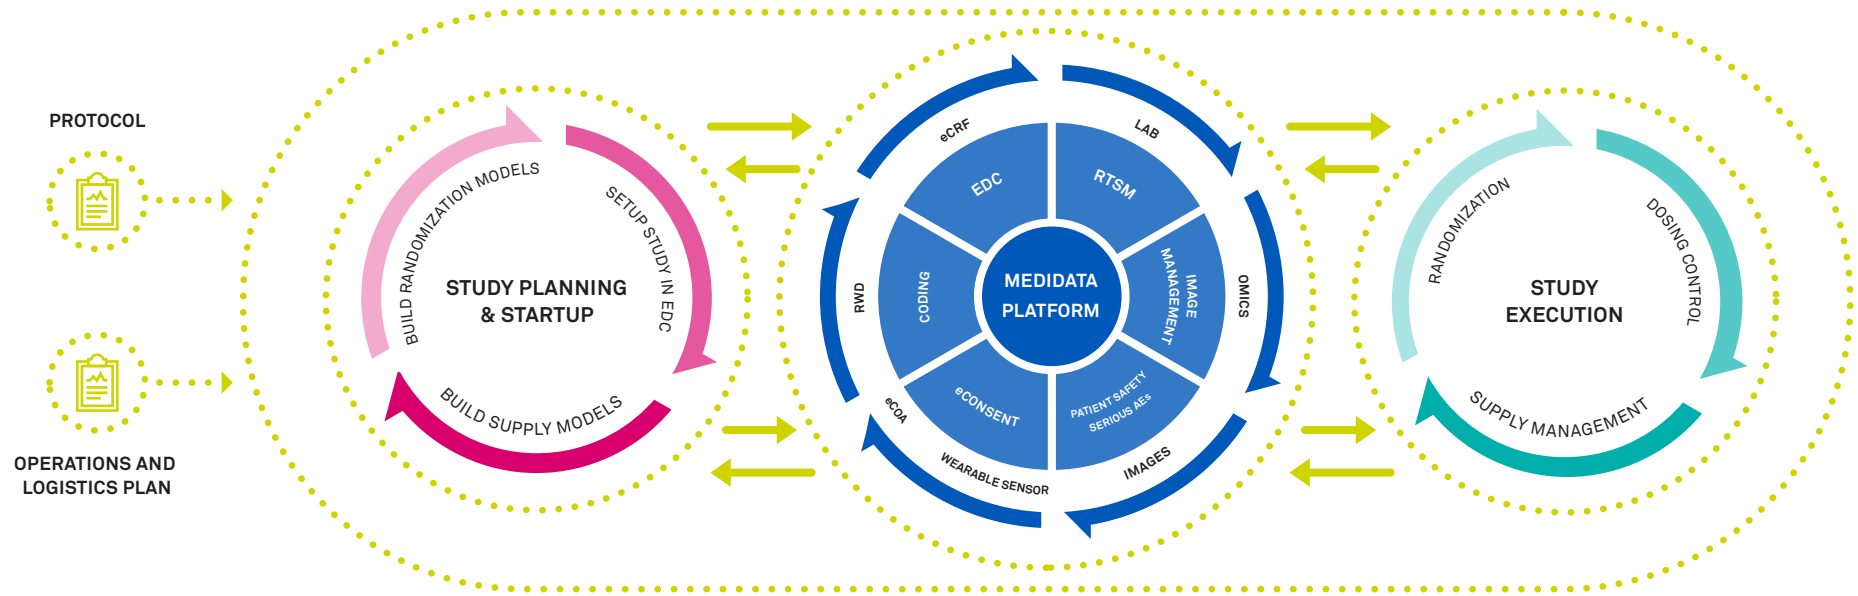 PROTOCOL
OPERATIONS AND
LOGISTICS PLAN
BUILD RANDOMIZATION MODELS
SETUP STUDY IN EDC
BUILD SUPPLY MODELS
STUDY PLANNING
& STARTUP
eCRF
LAB
OMICS
IMAGES
WEARABLE SENSOR
eCOA
RWD
EDC
RTSM
IMAGE
MANAGEMENT
PATIENT SAFETY
SERIOUS AEs
eCONSENT
CODING
MEDIDATA
PLATFORM
RANDOMIZATION
DOSING CONTROL
SUPPLY MANAGEMENT
STUDY
EXECUTION